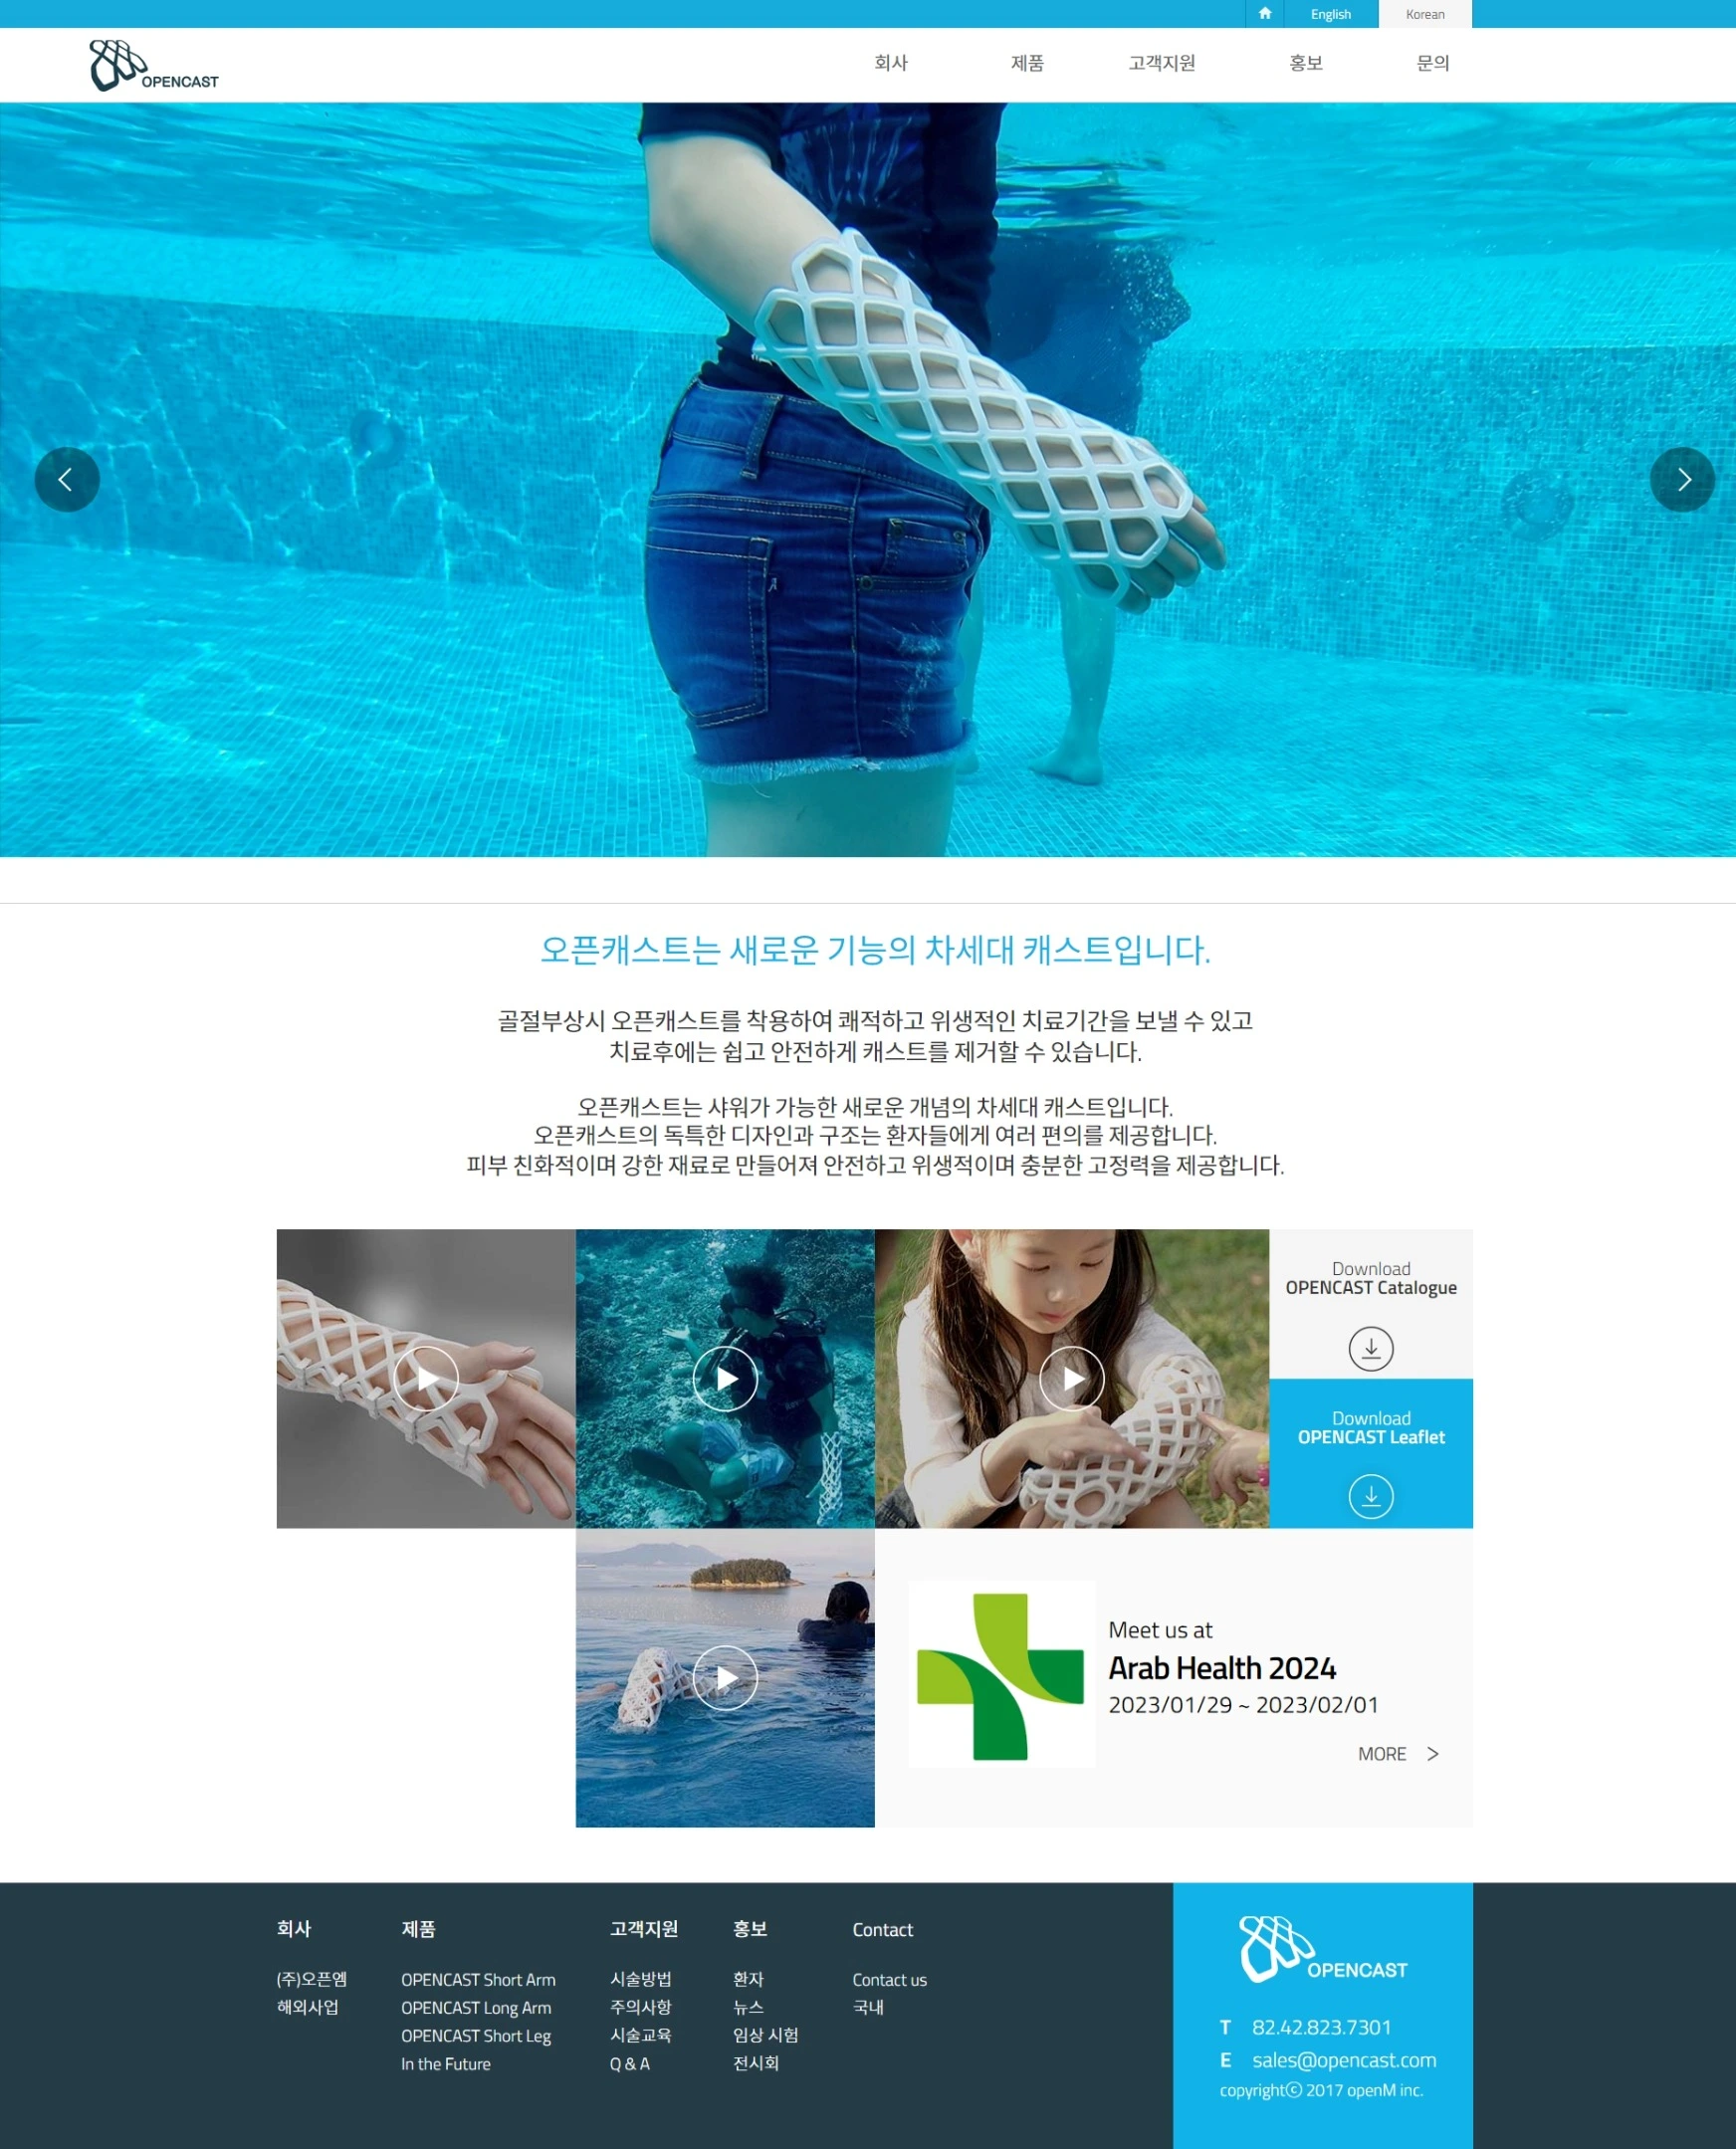 English
Korean
OPENCAST
회사
제품
고객지원
홍보
문의
오픈캐스트는 새로운 기능의 차세대 캐스트입니다.
골절부상시 오픈캐스트를 착용하여 쾌적하고 위생적인 치료기간을 보낼 수 있고
치료후에는 쉽고 안전하게 캐스트를 제거할 수 있습니다.
오픈캐스트는 샤워가 가능한 새로운 개념의 차세대 캐스트입니다.
오픈캐스트의 독특한 디자인과 구조는 환자들에게 여러 편의를 제공합니다.
피부 친화적이며 강한 재료로 만들어져 안전하고 위생적이며 충분한 고정력을 제공합니다.
Download
OPENCAST Catalogue
Download
OPENCAST Leaflet
Meet us at
Arab Health 2024
2023/01/29 ~ 2023/02/01
MORE >
회사
(주)오픈엠
해외사업
제품
OPENCAST Short Arm
OPENCAST Long Arm
OPENCAST Short Leg
In the Future
고객지원
시술방법
주의사항
시술교육
Q & A
홍보
환자
뉴스
임상 시험
전시회
Contact
Contact us
국내
OPENCAST
T 82.42.823.7301
E sales@opencast.com
copyrightⓒ 2017 openM inc.